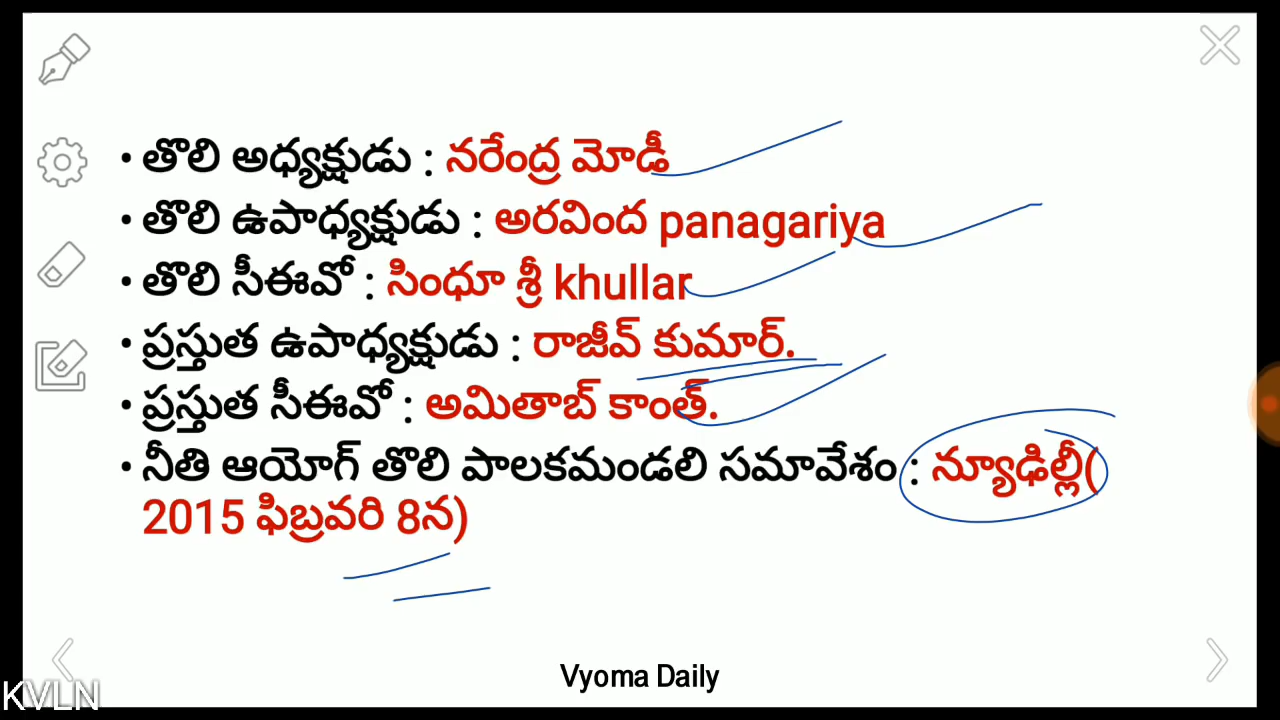 • తొలి అధ్యక్షుడు : నరేంద్ర మోడీ
• తొలి ఉపాధ్యక్షుడు : అరవింద panagariya
• తొలి సీఈవో : సింధూ శ్రీ khullar
• ప్రస్తుత ఉపాధ్యక్షుడు : రాజీవ్ కుమార్.
• ప్రస్తుత సీఈవో : అమితాబ్ కాంత్.
• నీతి ఆయోగ్ తొలి పాలకమండలి సమావేశం : న్యూఢిల్లీ(
2015 ఫిబ్రవరి 8న)
Vyoma Daily
KVLN